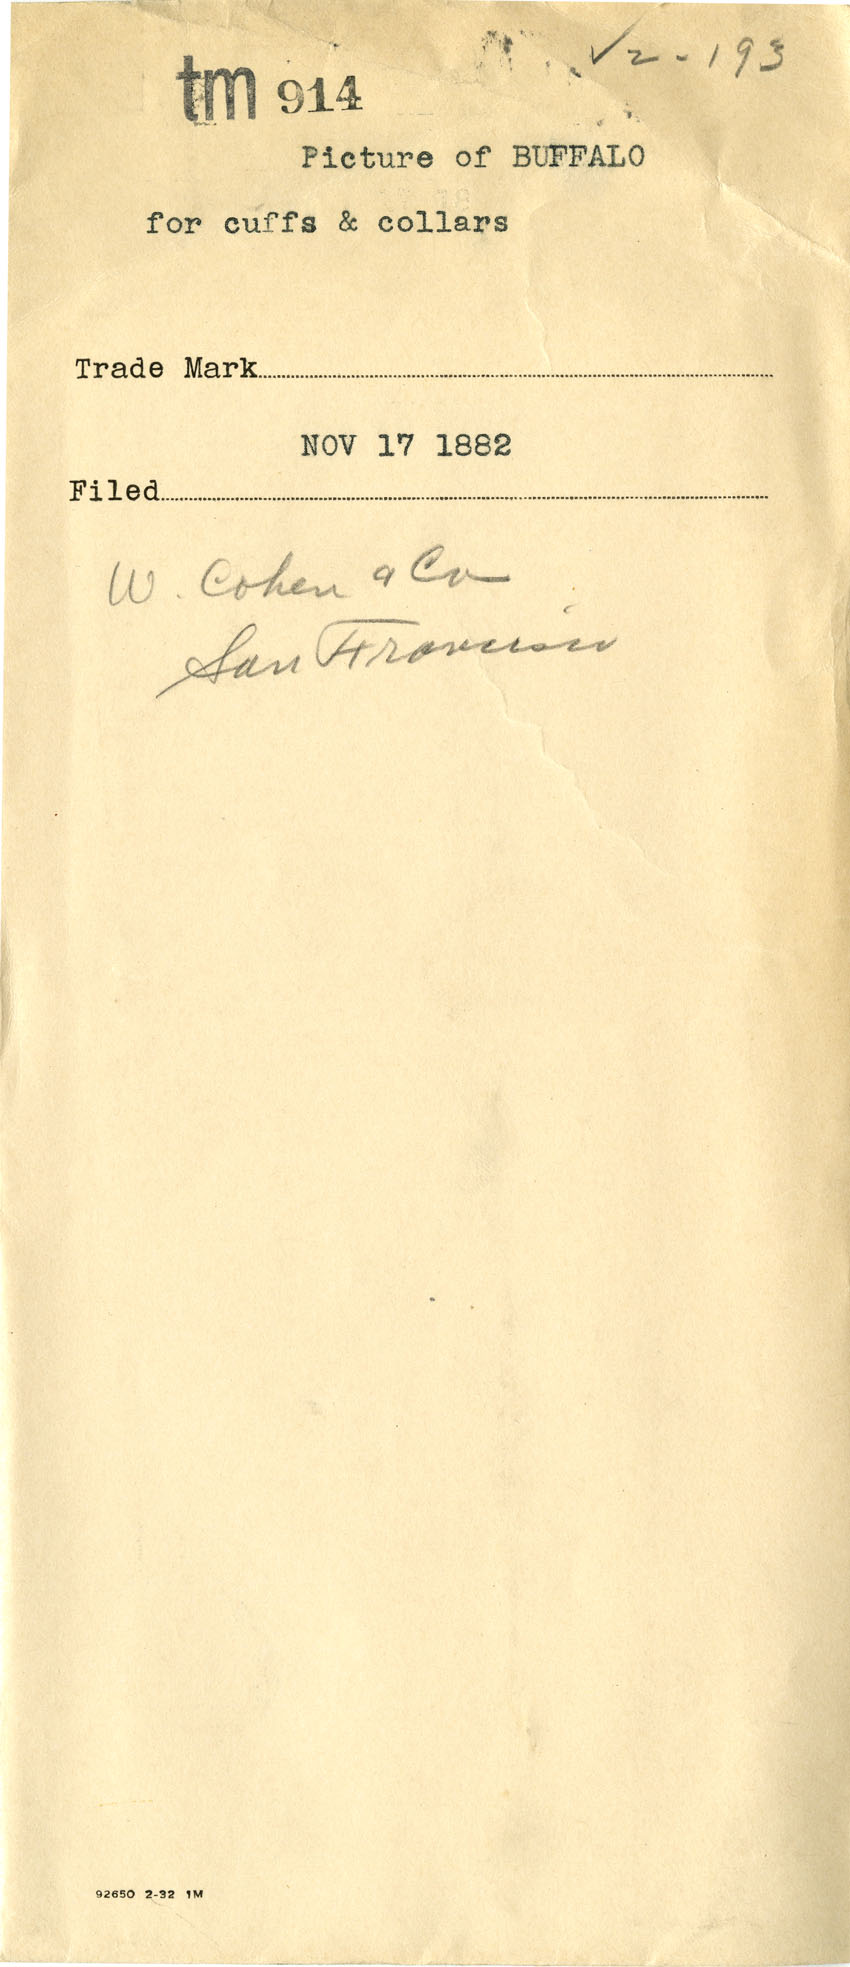 √2-193
tm 914
Picture of BUFFALO
for cuffs & collars
Trade Mark
NOV 17 1882
Filed
W. Cohen & Co
San Francisco
92650 2-32 1M